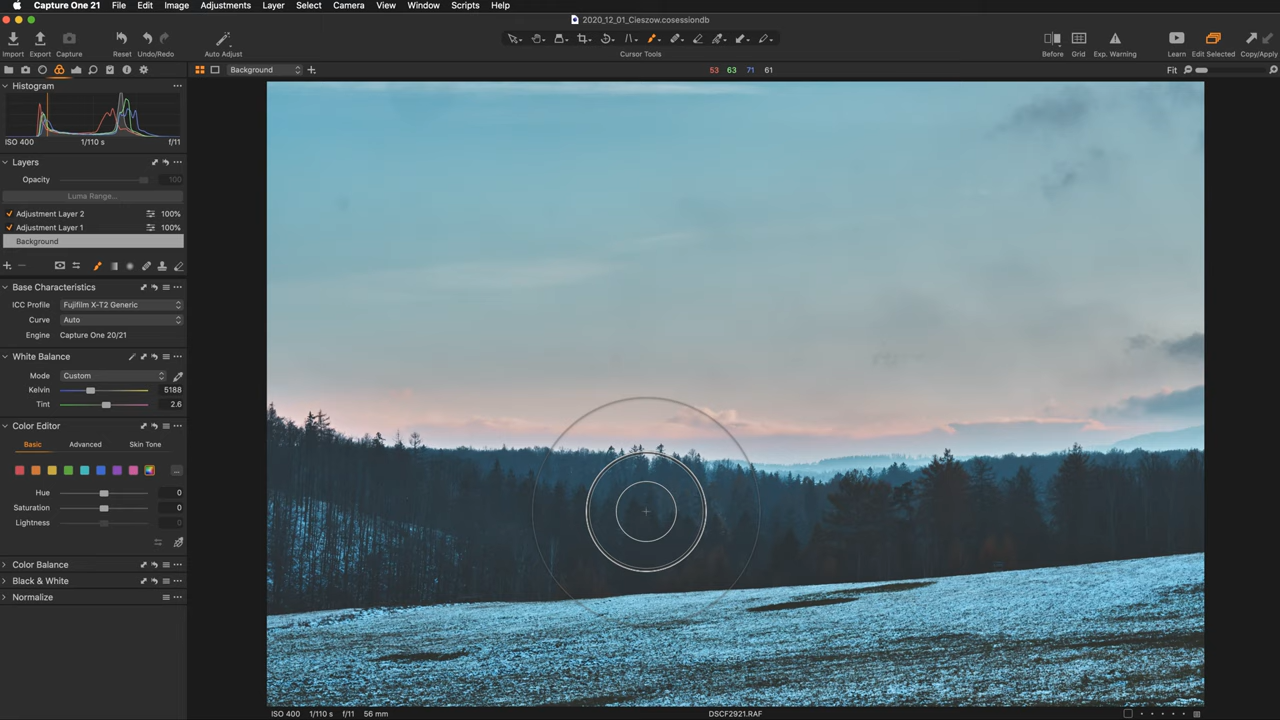 Capture One 21 File Edit Image Adjustments Layer Select Camera View Window Scripts Help
2020_12_01_Cieszow.cosessiondb
Import Export Capture Reset Undo/Redo Auto Adjust Cursor Tools Before Grid Exp. Warning Learn Edit Selected Copy/Apply
Background 53 63 71 61 Fit
Histogram
ISO 400 1/110 s f/11
Layers
Opacity 100
Luma Range...
Adjustment Layer 2 100%
Adjustment Layer 1 100%
Background
Base Characteristics
ICC Profile Fujifilm X-T2 Generic
Curve Auto
Engine Capture One 20/21
White Balance
Mode Custom
Kelvin 5188
Tint 2.6
Color Editor
Basic Advanced Skin Tone
Hue 0
Saturation 0
Lightness 0
Color Balance
Black & White
Normalize
ISO 400 1/110 s f/11 56 mm DSCF2921.RAF